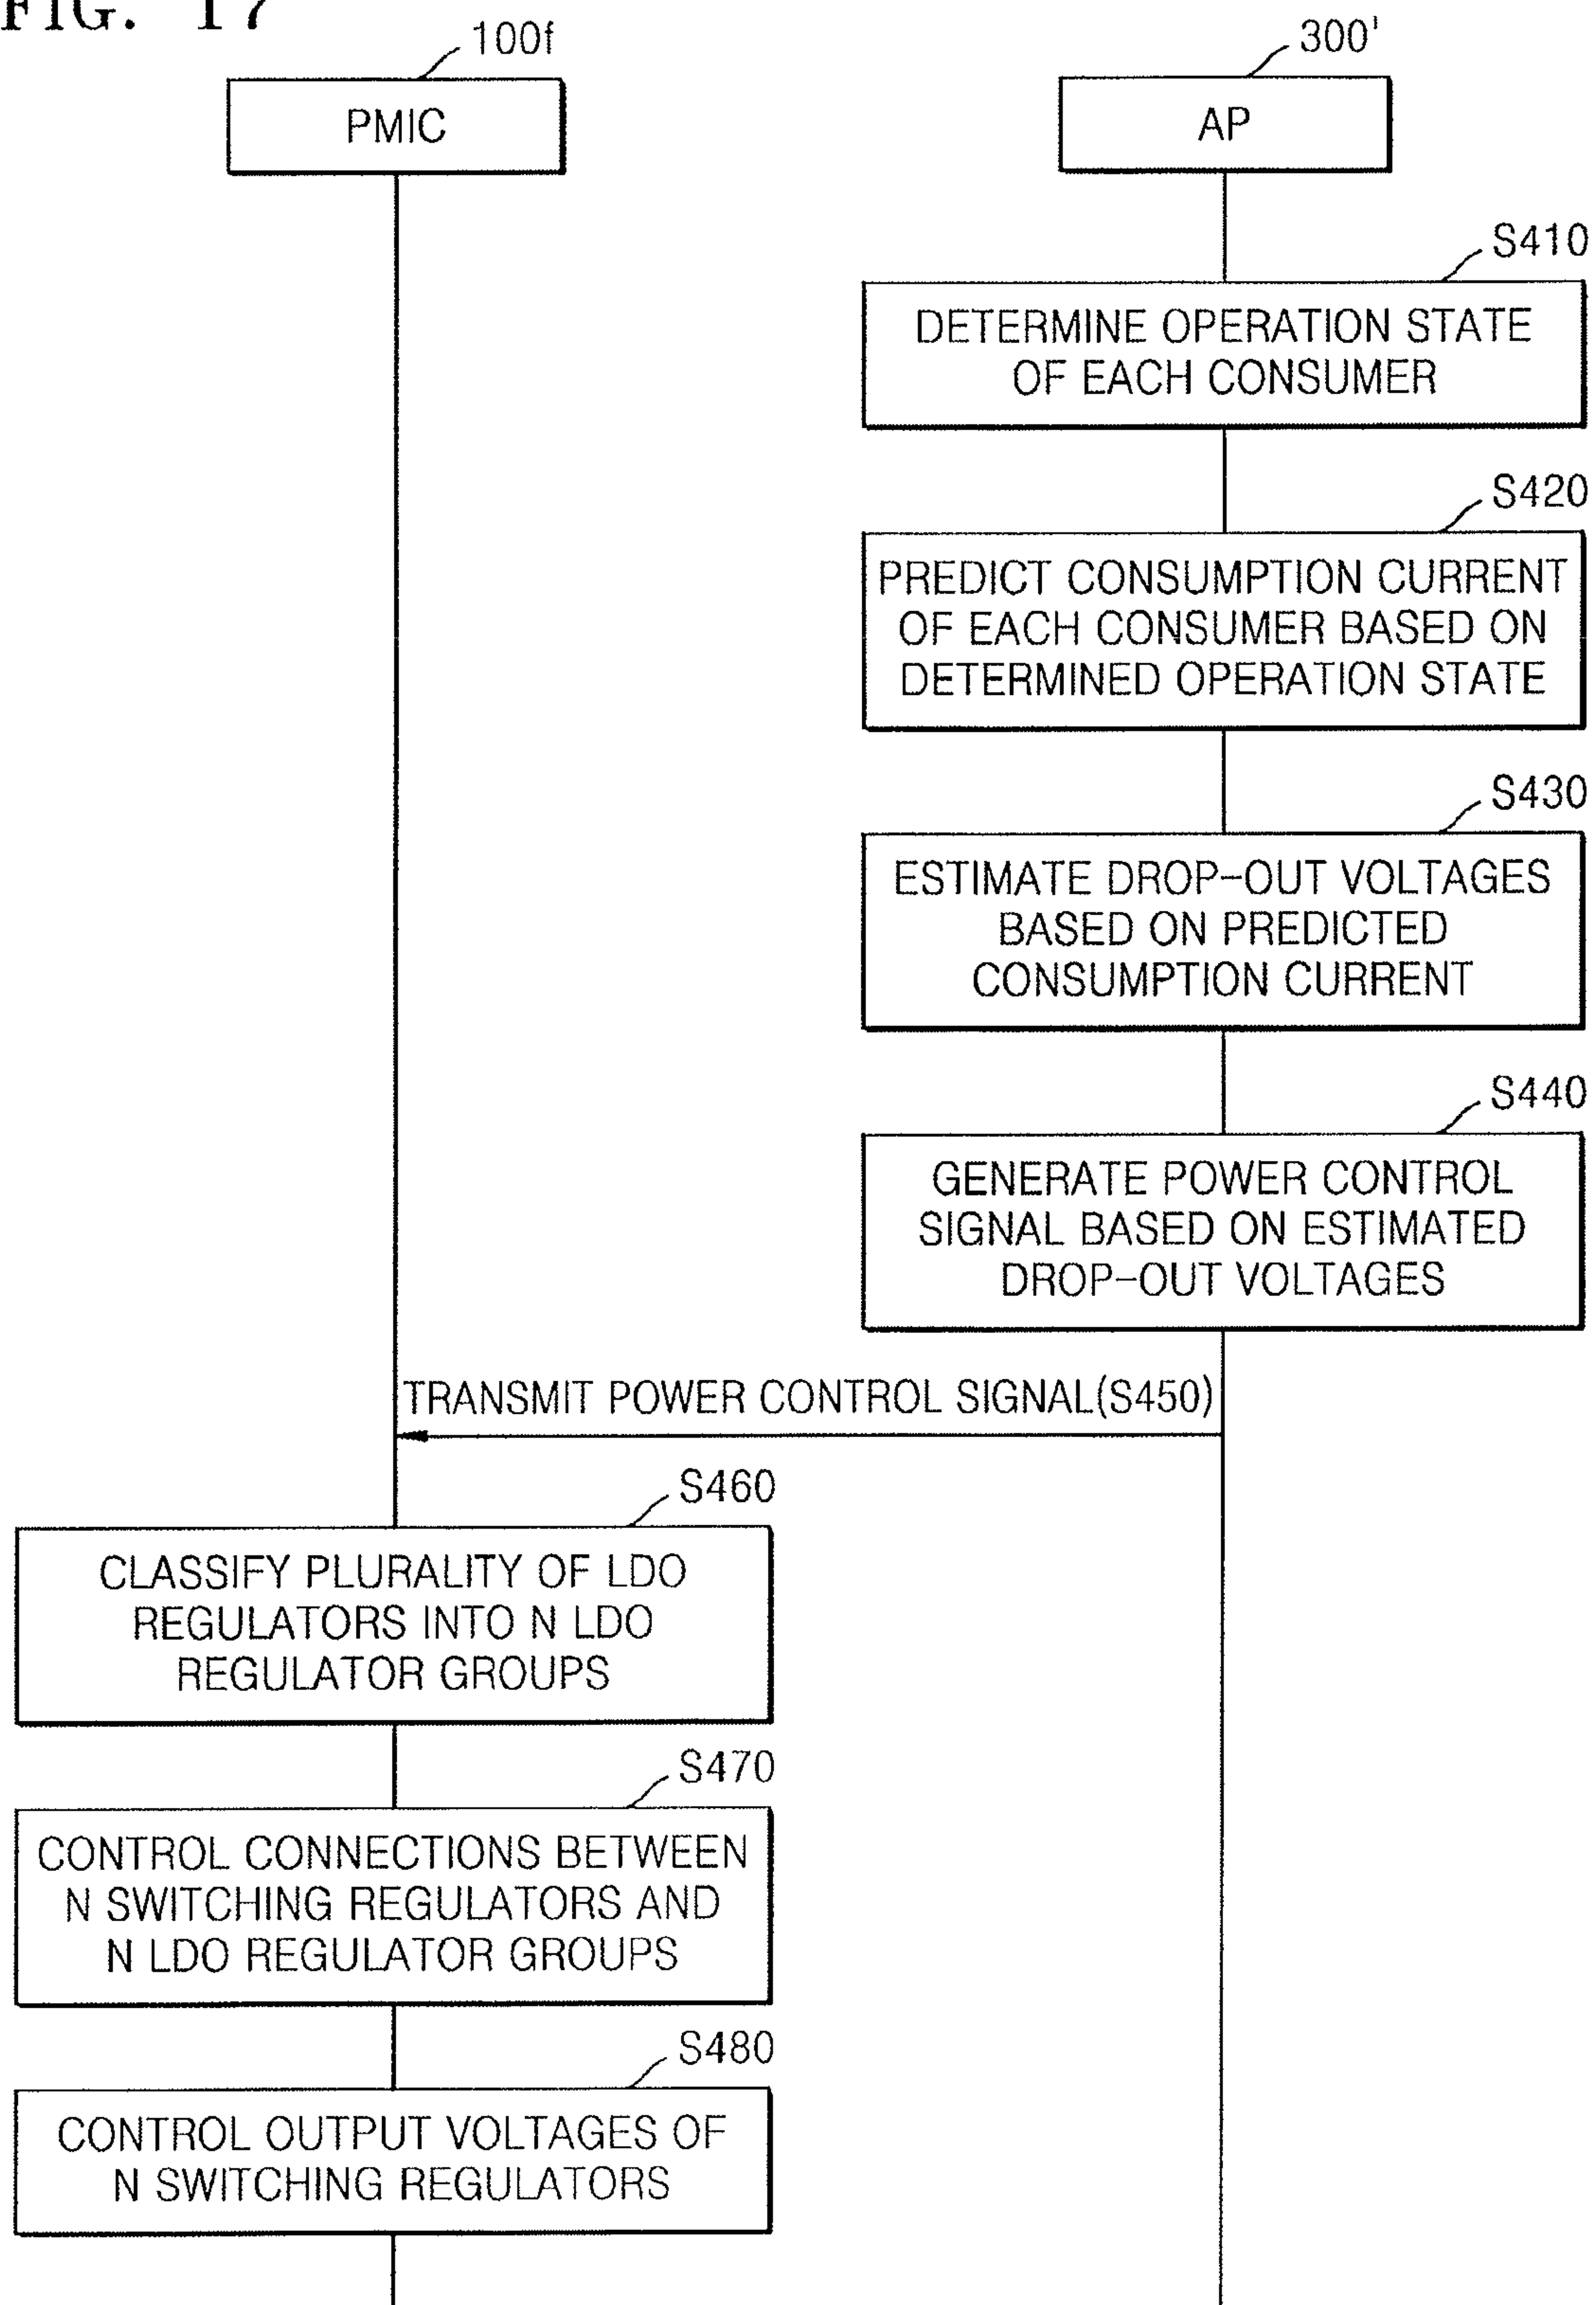 FIG. 17
100f
300'
PMIC
AP
S410
DETERMINE OPERATION STATE
OF EACH CONSUMER
S420
PREDICT CONSUMPTION CURRENT
OF EACH CONSUMER BASED ON
DETERMINED OPERATION STATE
S430
ESTIMATE DROP-OUT VOLTAGES
BASED ON PREDICTED
CONSUMPTION CURRENT
S440
GENERATE POWER CONTROL
SIGNAL BASED ON ESTIMATED
DROP-OUT VOLTAGES
TRANSMIT POWER CONTROL SIGNAL(S450)
S460
CLASSIFY PLURALITY OF LDO
REGULATORS INTO N LDO
REGULATOR GROUPS
S470
CONTROL CONNECTIONS BETWEEN
N SWITCHING REGULATORS AND
N LDO REGULATOR GROUPS
S480
CONTROL OUTPUT VOLTAGES OF
N SWITCHING REGULATORS